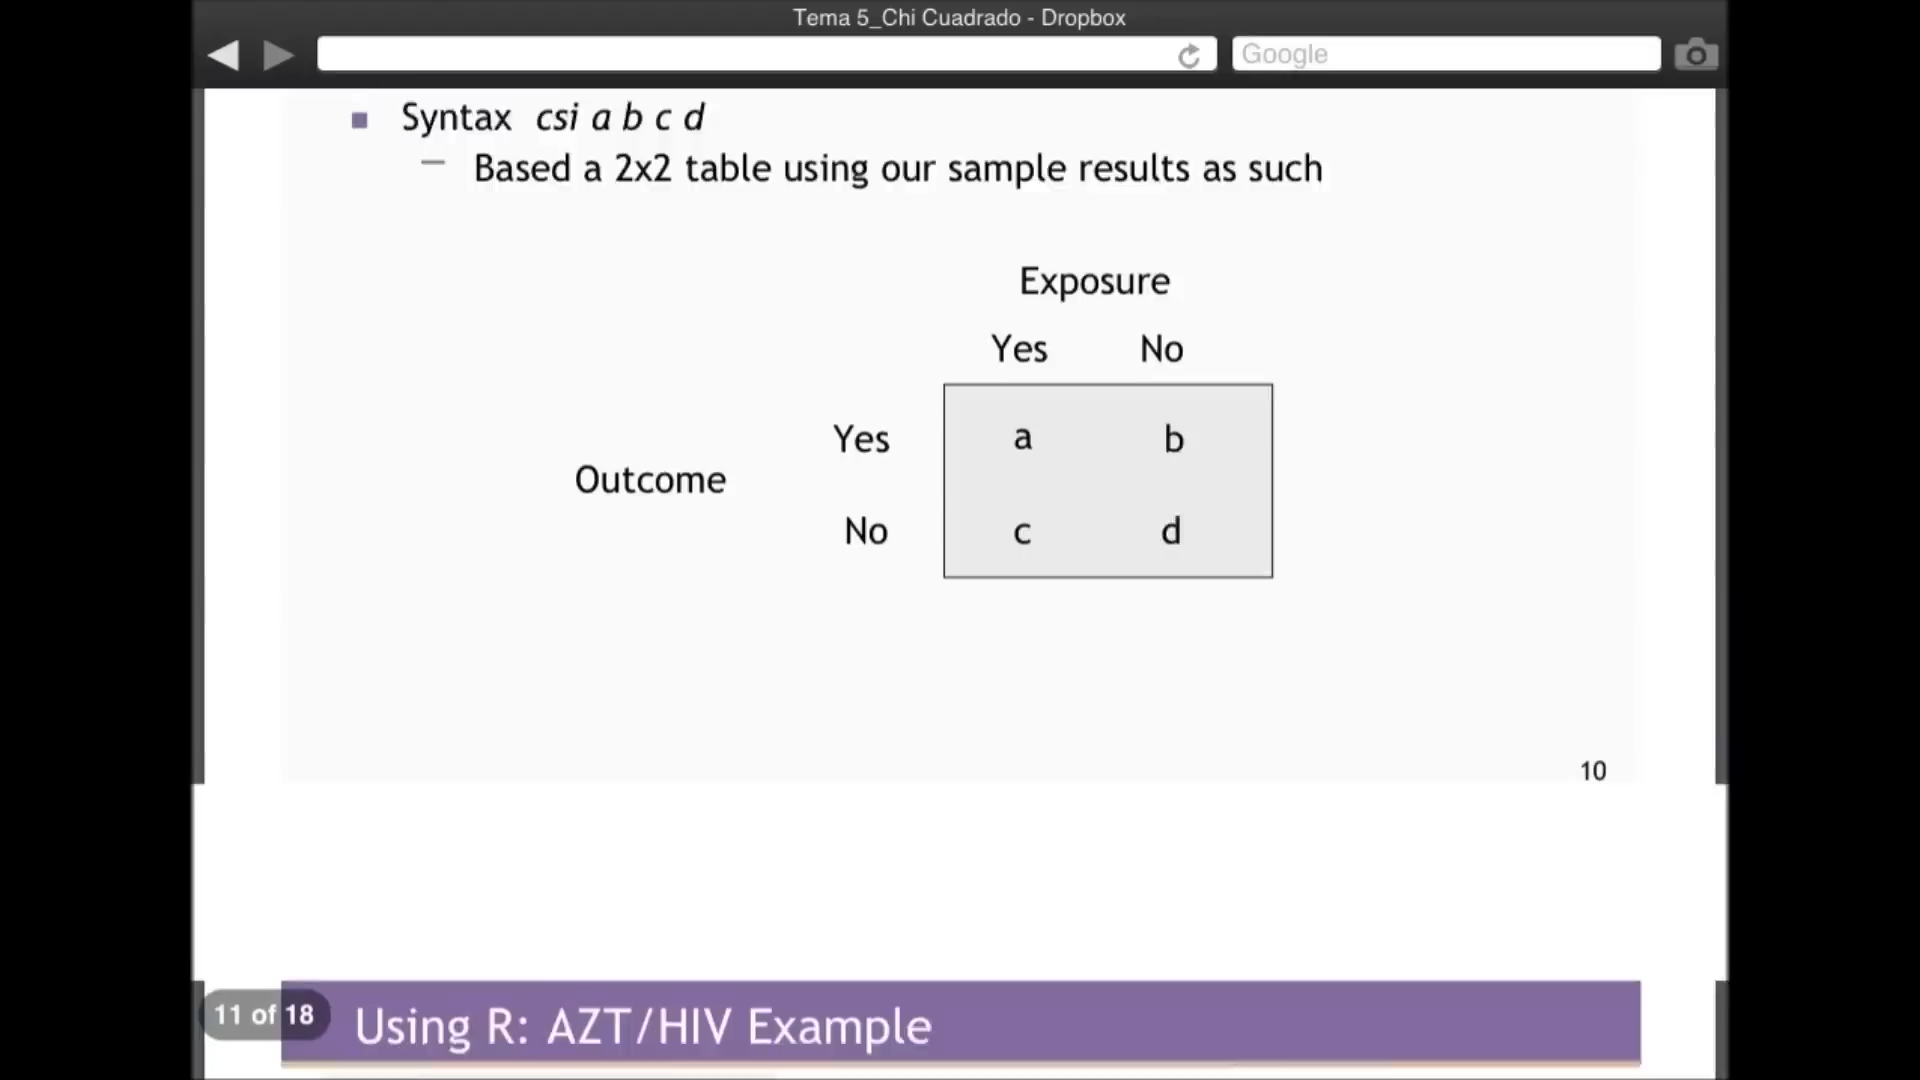 Tema 5_Chi Cuadrado - Dropbox
Google
Syntax csi a b c d
Based a 2x2 table using our sample results as such
Exposure
Yes No
Yes a b
Outcome
No c d
10
11 of 18
Using R: AZT/HIV Example